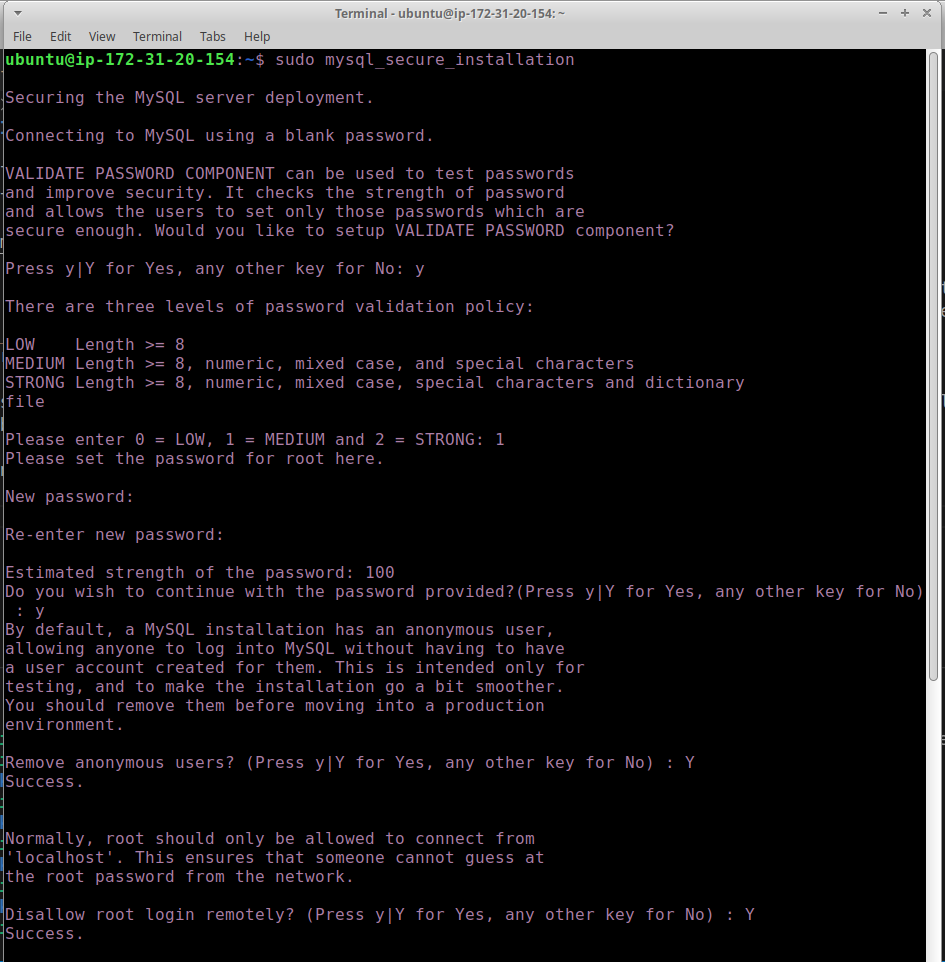 Terminal - ubuntu@ip-172-31-20-154: ~
File Edit View Terminal Tabs Help
ubuntu@ip-172-31-20-154:~$ sudo mysql_secure_installation
Securing the MySQL server deployment.
Connecting to MySQL using a blank password.
VALIDATE PASSWORD COMPONENT can be used to test passwords
and improve security. It checks the strength of password
and allows the users to set only those passwords which are
secure enough. Would you like to setup VALIDATE PASSWORD component?
Press y|Y for Yes, any other key for No: y
There are three levels of password validation policy:
LOW    Length >= 8
MEDIUM Length >= 8, numeric, mixed case, and special characters
STRONG Length >= 8, numeric, mixed case, special characters and dictionary
file
Please enter 0 = LOW, 1 = MEDIUM and 2 = STRONG: 1
Please set the password for root here.
New password:
Re-enter new password:
Estimated strength of the password: 100
Do you wish to continue with the password provided?(Press y|Y for Yes, any other key for No)
 : y
By default, a MySQL installation has an anonymous user,
allowing anyone to log into MySQL without having to have
a user account created for them. This is intended only for
testing, and to make the installation go a bit smoother.
You should remove them before moving into a production
environment.
Remove anonymous users? (Press y|Y for Yes, any other key for No) : Y
Success.
Normally, root should only be allowed to connect from
'localhost'. This ensures that someone cannot guess at
the root password from the network.
Disallow root login remotely? (Press y|Y for Yes, any other key for No) : Y
Success.